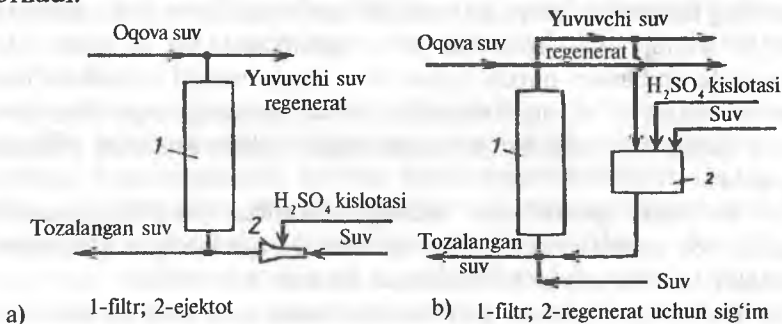 Oqova suv
Yuvuvchi suv
regenerat
1
H₂SO₄ kislotasi
2
Suv
Tozalangan suv
a) 1-filtr; 2-ejektot
Yuvuvchi suv
Oqova suv
regenerat
H₂SO₄ kislotasi
Suv
1
2
Tozalangan
suv
Suv
b) 1-filtr; 2-regenerat uchun sig‘im